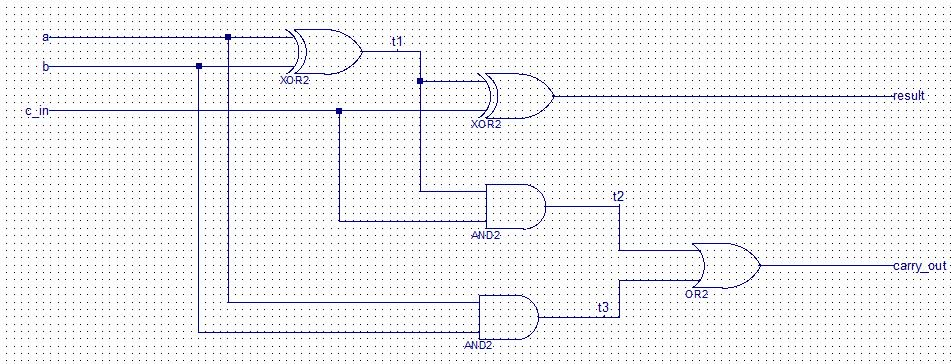 a
t1
b
XOR2
result
c_in
XOR2
t2
AND2
carry_out
OR2
t3
AND2